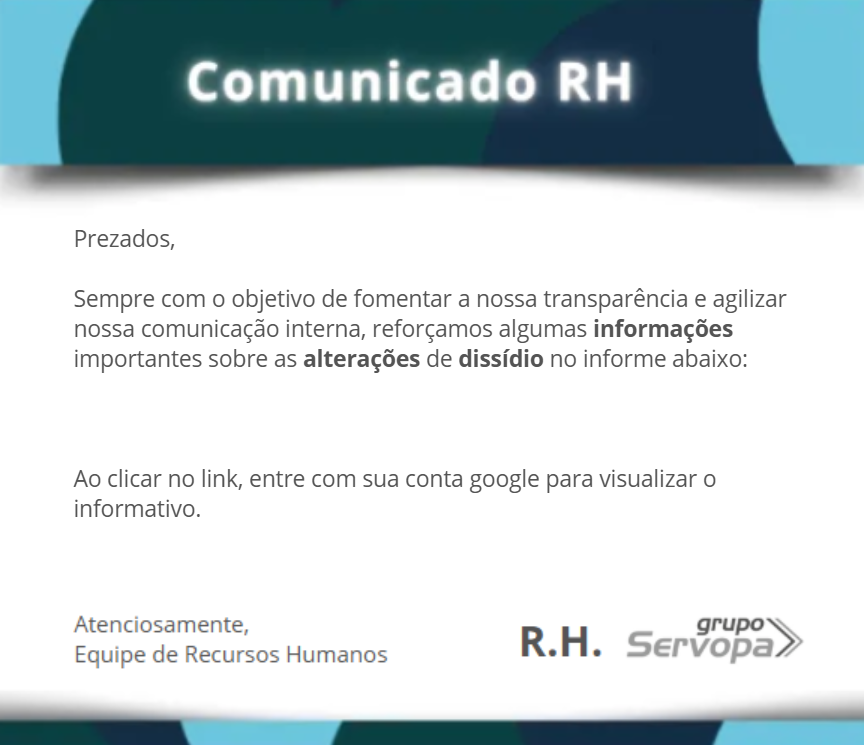 Comunicado RH
Prezados,
Sempre com o objetivo de fomentar a nossa transparência e agilizar
nossa comunicação interna, reforçamos algumas informações
importantes sobre as alterações de dissídio no informe abaixo:
Ao clicar no link, entre com sua conta google para visualizar o
informativo.
Atenciosamente,
Equipe de Recursos Humanos
R.H.
grupo
Servopa